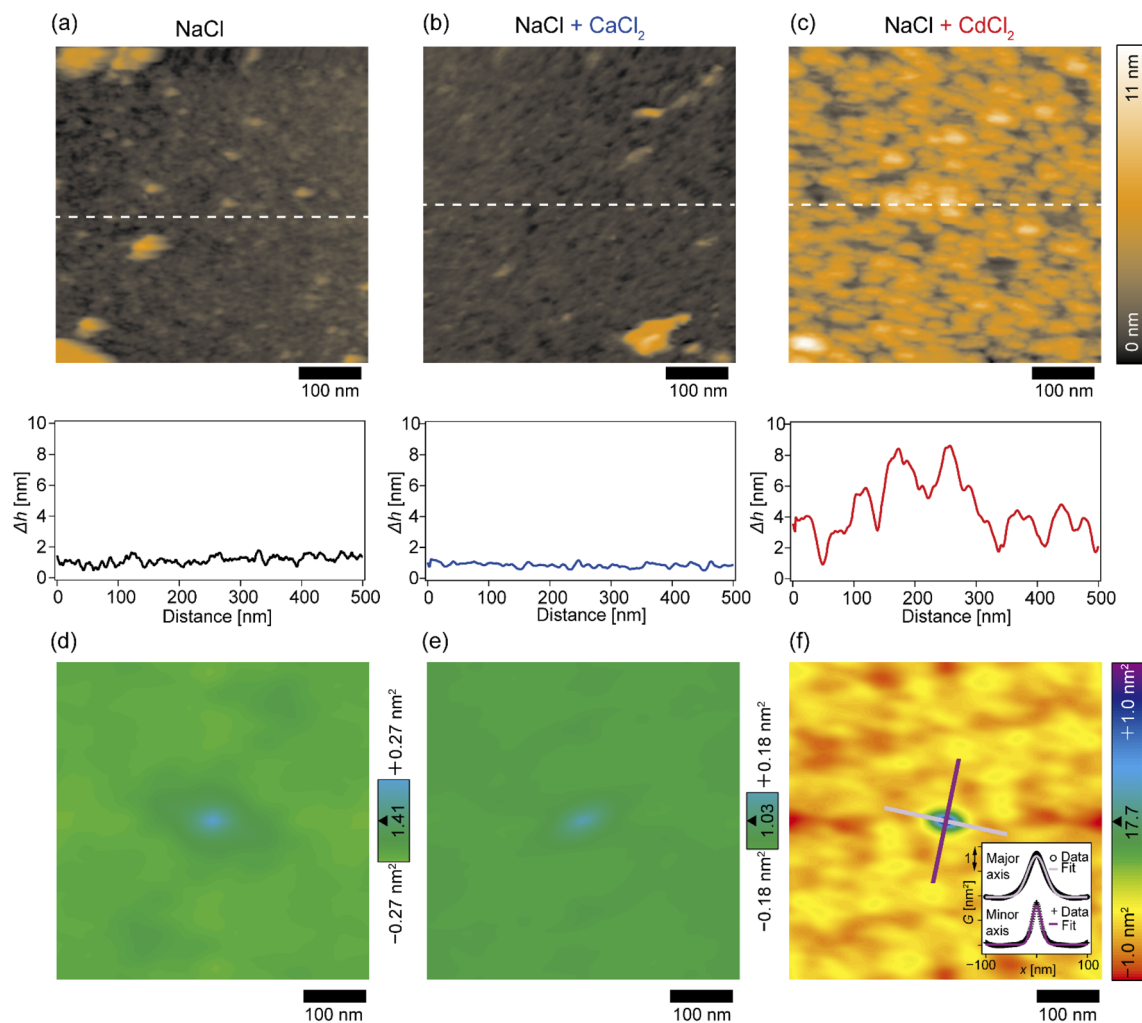 (a)
NaCl
(b)
NaCl + CaCl₂
(c)
NaCl + CdCl₂
11 nm
0 nm
100 nm
100 nm
100 nm
10
8
6
4
2
0
Δh [nm]
0
100
200
300
400
500
Distance [nm]
10
8
6
4
2
0
Δh [nm]
0
100
200
300
400
500
Distance [nm]
10
8
6
4
2
0
Δh [nm]
0
100
200
300
400
500
Distance [nm]
(d)
(e)
(f)
+0.27 nm²
1.41
−0.27 nm²
+0.18 nm²
1.03
−0.18 nm²
+1.0 nm²
17.7
−1.0 nm²
1
G [nm²]
Major
axis
Data
Fit
Minor
axis
+ Data
Fit
−100
0
100
x [nm]
100 nm
100 nm
100 nm